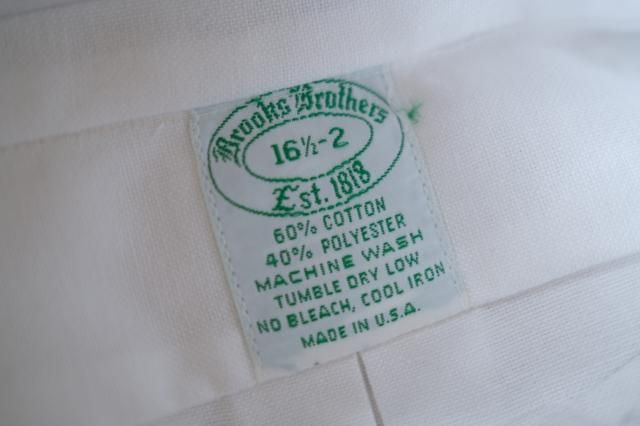 Brooks Brothers
16½-2
Est. 1818
60% COTTON
40% POLYESTER
MACHINE WASH
TUMBLE DRY LOW
NO BLEACH, COOL IRON
MADE IN U.S.A.